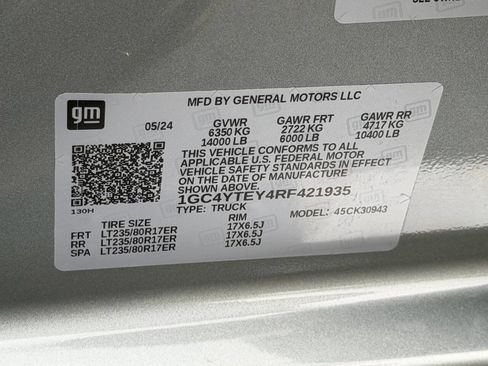 gm
MFD BY GENERAL MOTORS LLC
05/24 GVWR GAWR FRT GAWR RR
6350 KG 2722 KG 4717 KG
14000 LB 6000 LB 10400 LB
THIS VEHICLE CONFORMS TO ALL
APPLICABLE U.S. FEDERAL MOTOR
VEHICLE SAFETY STANDARDS IN EFFECT
ON THE DATE OF MANUFACTURE
SHOWN ABOVE.
1GC4YTEY4RF421935
130H TYPE: TRUCK MODEL: 45CK30943
TIRE SIZE RIM
FRT LT235/80R17ER 17X6.5J
RR LT235/80R17ER 17X6.5J
SPA LT235/80R17ER 17X6.5J